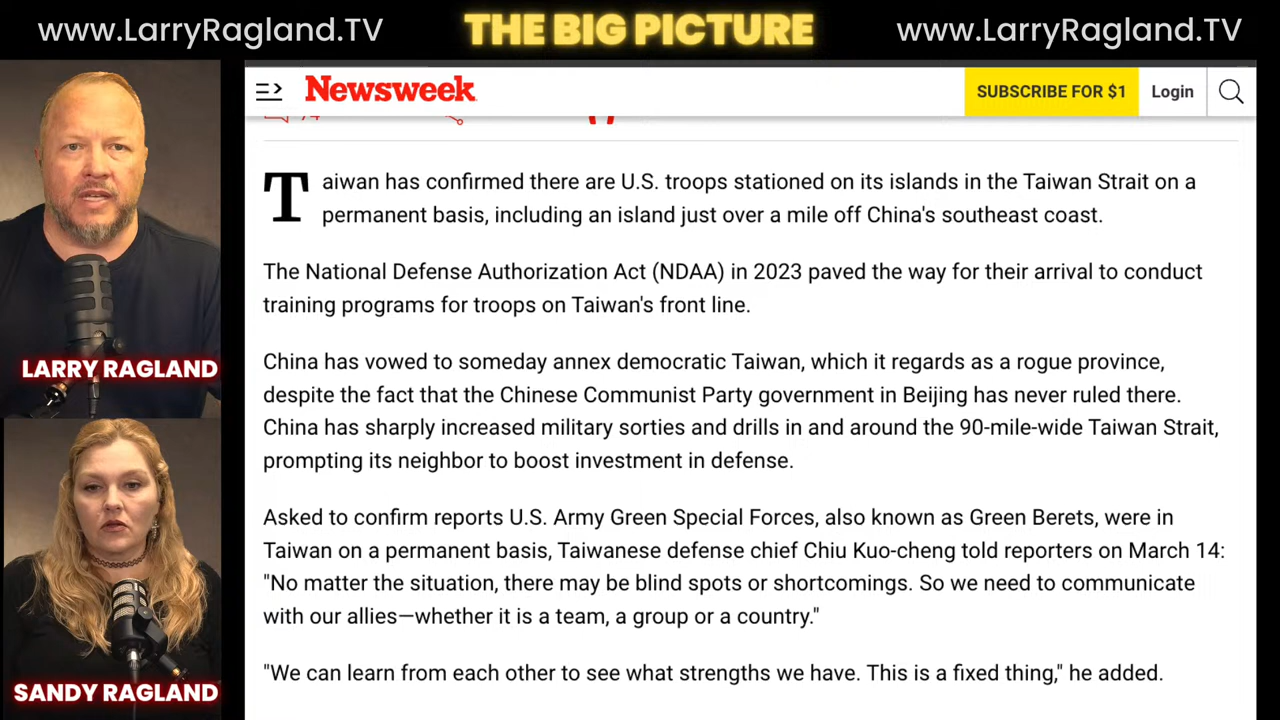 www.LarryRagland.TV
THE BIG PICTURE
www.LarryRagland.TV
Newsweek
SUBSCRIBE FOR $1
Login
Taiwan has confirmed there are U.S. troops stationed on its islands in the Taiwan Strait on a
permanent basis, including an island just over a mile off China's southeast coast.
The National Defense Authorization Act (NDAA) in 2023 paved the way for their arrival to conduct
training programs for troops on Taiwan's front line.
China has vowed to someday annex democratic Taiwan, which it regards as a rogue province,
despite the fact that the Chinese Communist Party government in Beijing has never ruled there.
China has sharply increased military sorties and drills in and around the 90-mile-wide Taiwan Strait,
prompting its neighbor to boost investment in defense.
Asked to confirm reports U.S. Army Green Special Forces, also known as Green Berets, were in
Taiwan on a permanent basis, Taiwanese defense chief Chiu Kuo-cheng told reporters on March 14:
"No matter the situation, there may be blind spots or shortcomings. So we need to communicate
with our allies—whether it is a team, a group or a country."
"We can learn from each other to see what strengths we have. This is a fixed thing," he added.
LARRY RAGLAND
SANDY RAGLAND